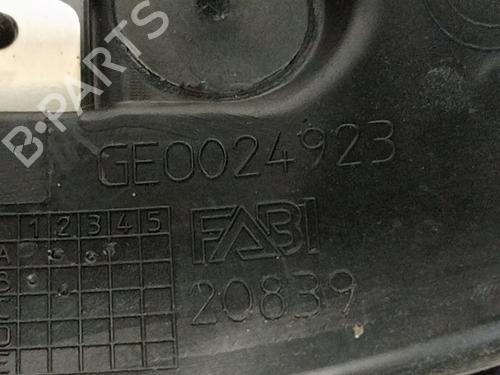 B-PARTS
GE0024923
1 2 3 4 5
A
B
C
D
E
FABI
20839